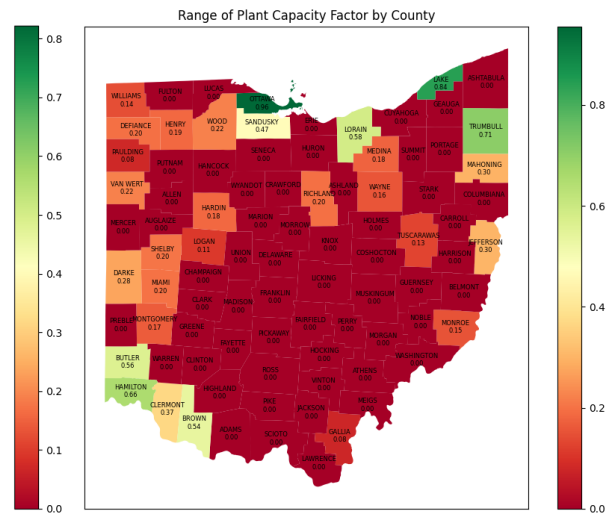 Range of Plant Capacity Factor by County
0.8
0.7
0.6
0.5
0.4
0.3
0.2
0.1
0.0
WILLIAMS
0.14
FULTON
0.00
LUCAS
0.00
OTTAWA
0.96
LAKE
0.84
ASHTABULA
0.00
GEAUGA
0.00
CUYAHOGA
0.00
DEFIANCE
0.20
HENRY
0.19
WOOD
0.22
SANDUSKY
0.47
ERIE
0.00
LORAIN
0.58
TRUMBULL
0.71
PAULDING
0.08
PUTNAM
0.00
HANCOCK
0.00
SENECA
0.00
HURON
0.00
MEDINA
0.18
SUMMIT
0.00
PORTAGE
0.00
MAHONING
0.30
VAN WERT
0.22
ALLEN
0.00
WYANDOT
0.00
CRAWFORD
0.00
RICHLAND
0.20
ASHLAND
0.00
WAYNE
0.16
STARK
0.00
COLUMBIANA
0.00
MERCER
0.00
AUGLAIZE
0.00
HARDIN
0.18
MARION
0.00
MORROW
0.00
HOLMES
0.00
TUSCARAWAS
0.13
CARROLL
0.00
JEFFERSON
0.30
SHELBY
0.20
LOGAN
0.11
UNION
0.00
DELAWARE
0.00
KNOX
0.00
COSHOCTON
0.00
HARRISON
0.00
DARKE
0.28
MIAMI
0.20
CHAMPAIGN
0.00
CLARK
0.00
MADISON
0.00
FRANKLIN
0.00
LICKING
0.00
MUSKINGUM
0.00
GUERNSEY
0.00
BELMONT
0.00
PREBLE
0.00
MONTGOMERY
0.17
GREENE
0.00
FAYETTE
0.00
PICKAWAY
0.00
FAIRFIELD
0.00
PERRY
0.00
MORGAN
0.00
NOBLE
0.00
MONROE
0.15
BUTLER
0.56
WARREN
0.05
CLINTON
0.00
ROSS
0.00
HOCKING
0.00
ATHENS
0.00
WASHINGTON
0.00
HAMILTON
0.66
CLERMONT
0.37
BROWN
0.54
HIGHLAND
0.00
PIKE
0.00
VINTON
0.00
JACKSON
0.00
MEIGS
0.00
ADAMS
0.00
SCIOTO
0.00
GALLIA
0.08
LAWRENCE
0.00
0.8
0.6
0.4
0.2
0.0